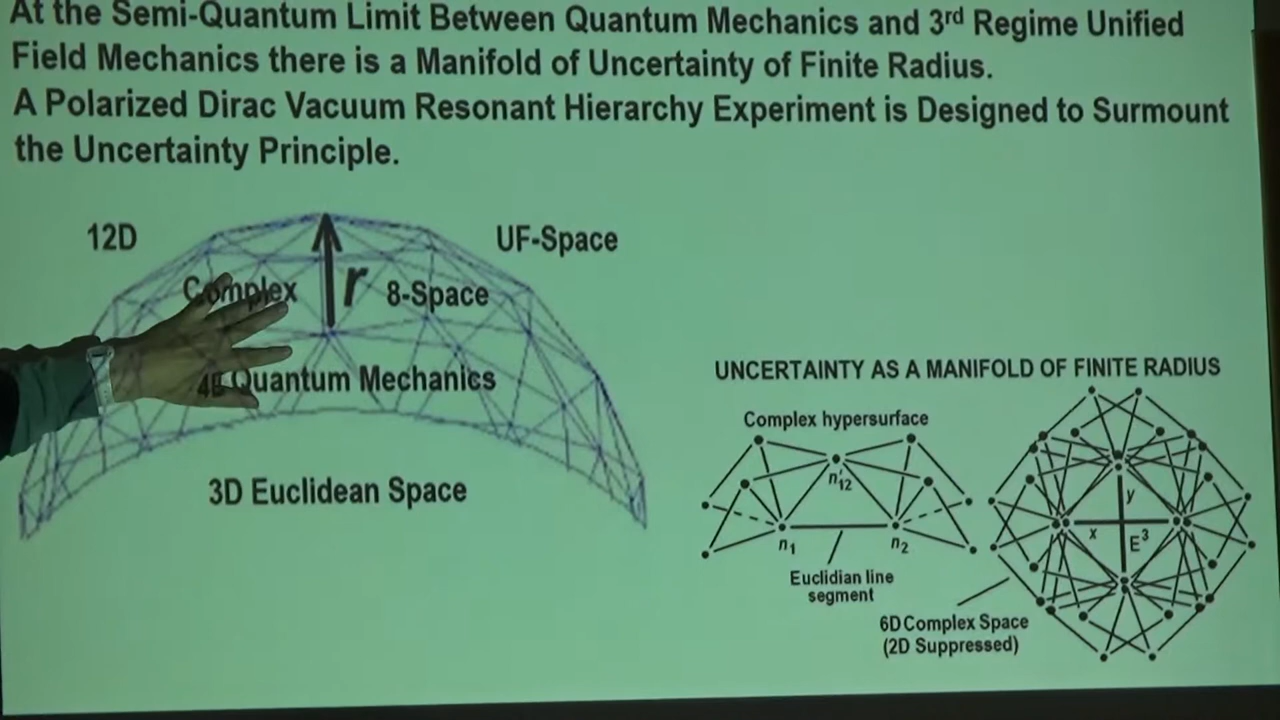 At the Semi-Quantum Limit Between Quantum Mechanics and 3rd Regime Unified
Field Mechanics there is a Manifold of Uncertainty of Finite Radius.
A Polarized Dirac Vacuum Resonant Hierarchy Experiment is Designed to Surmount
the Uncertainty Principle.
12D
UF-Space
Complex
r
8-Space
Quantum Mechanics
3D Euclidean Space
UNCERTAINTY AS A MANIFOLD OF FINITE RADIUS
Complex hypersurface
n'12
n1
n2
Euclidian line
segment
y
x
E3
6D Complex Space
(2D Suppressed)